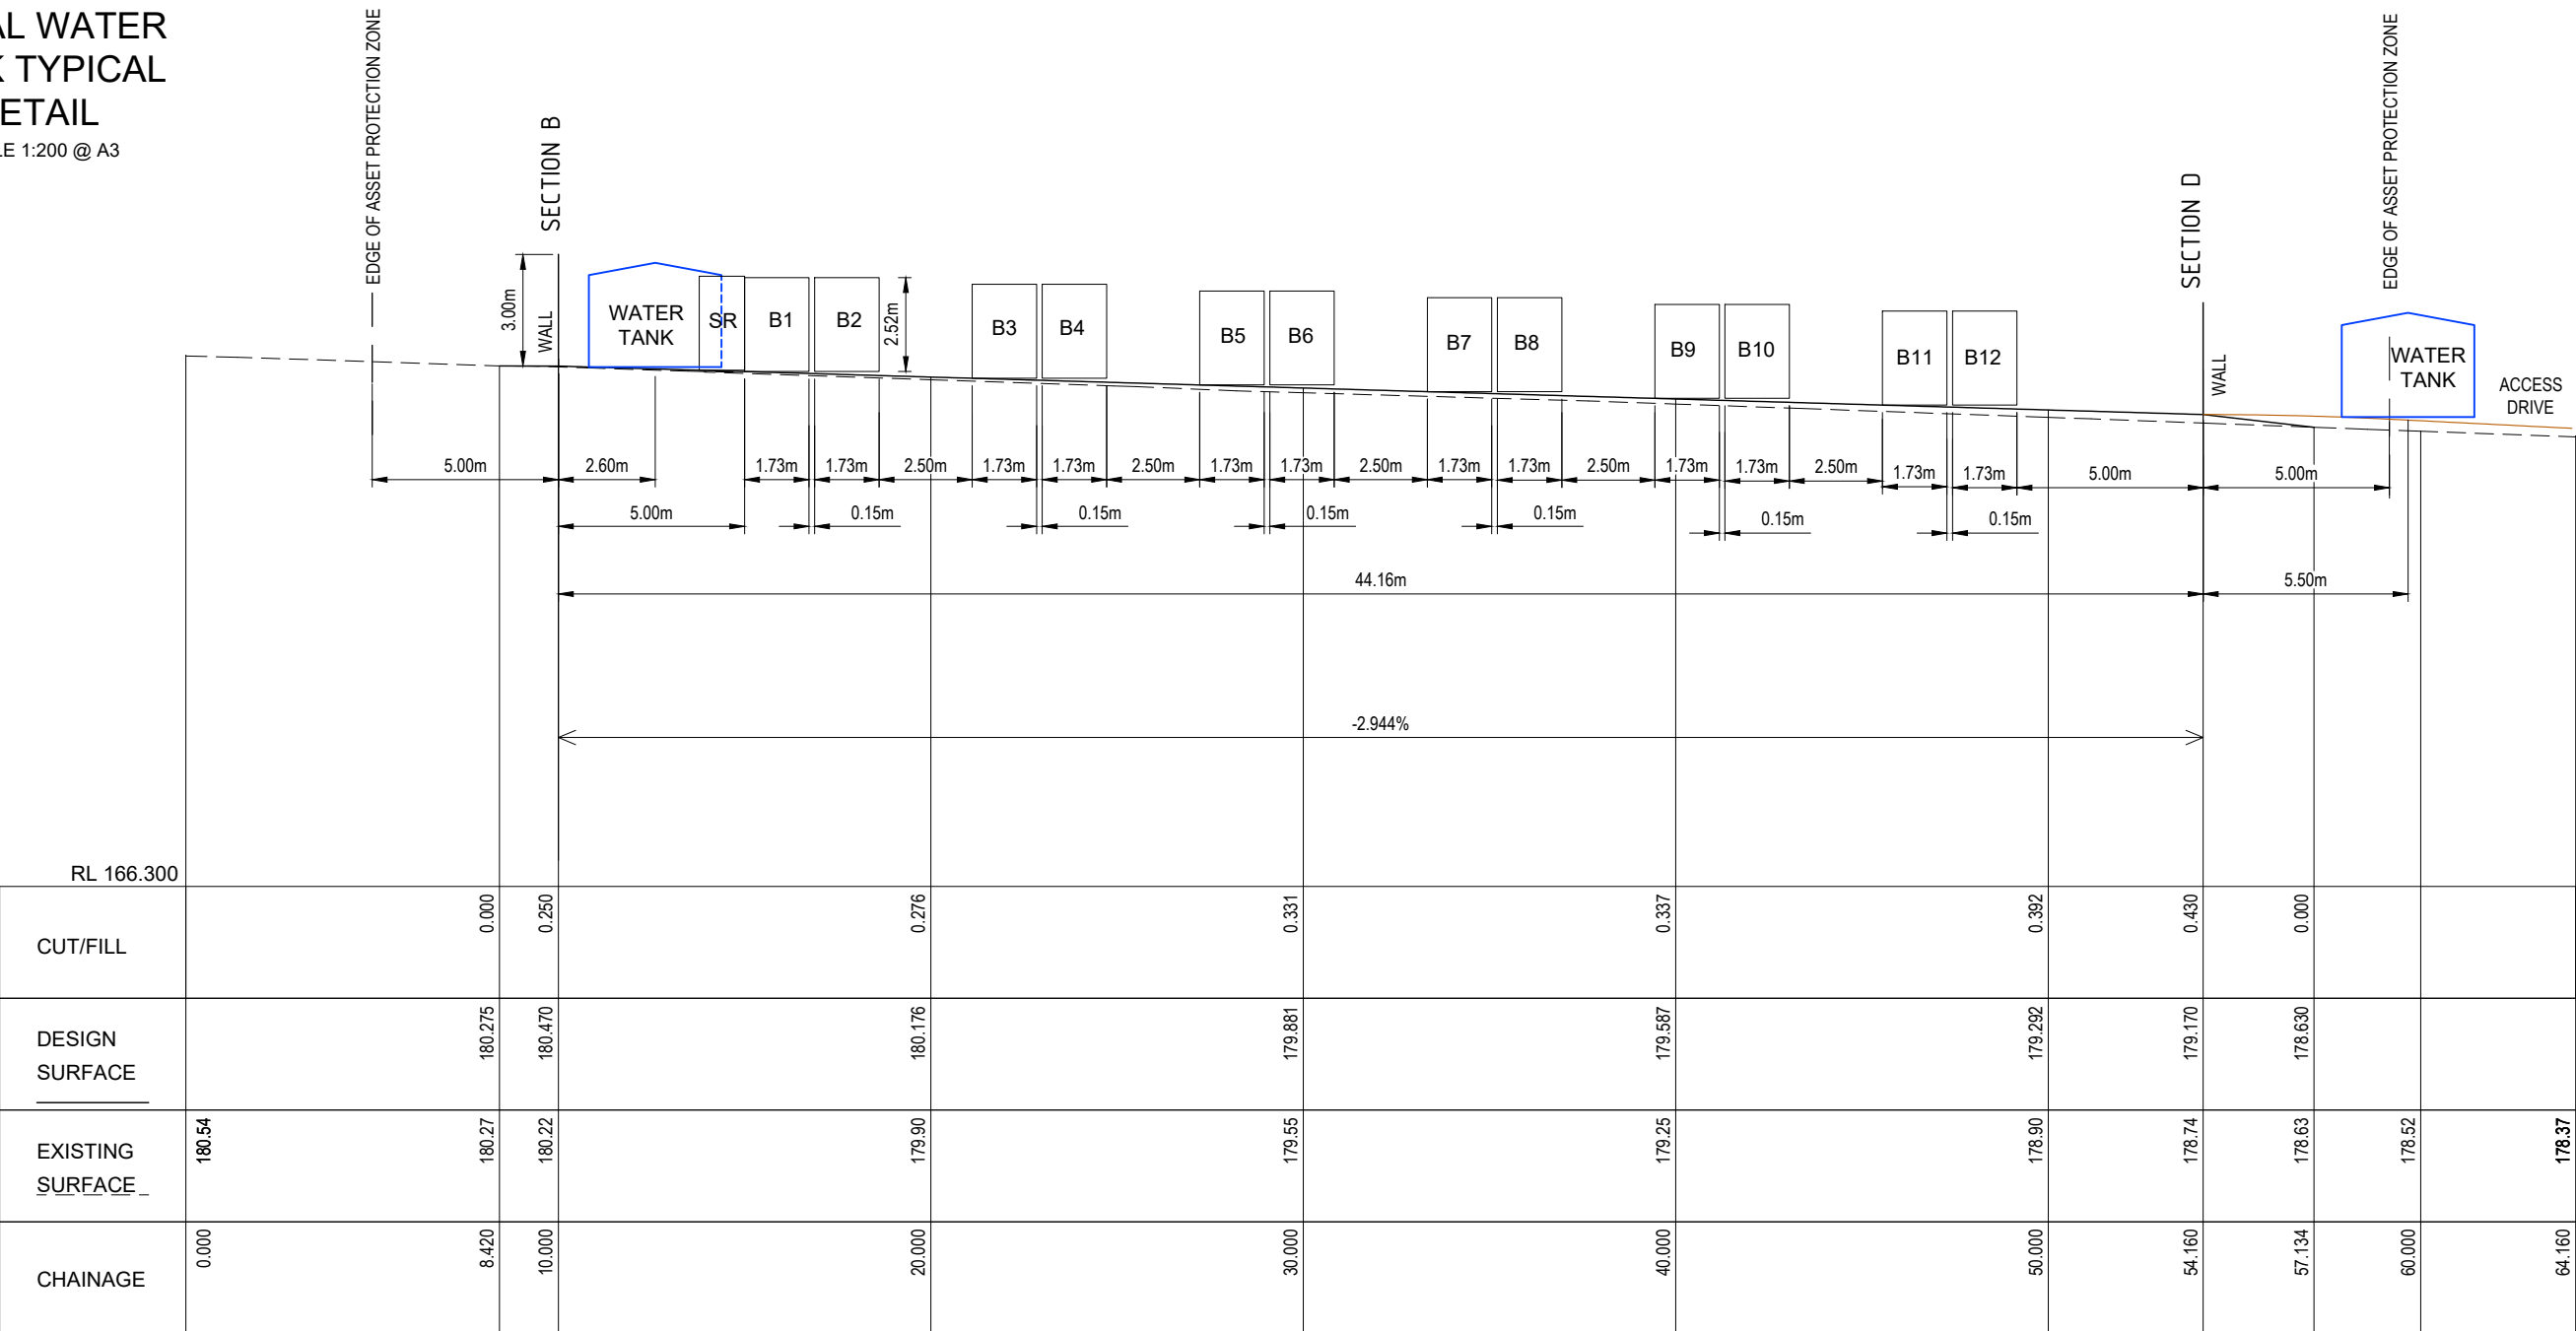 AL WATER
K TYPICAL
ETAIL
LE 1:200 @ A3
EDGE OF ASSET PROTECTION ZONE
SECTION B
SECTION D
EDGE OF ASSET PROTECTION ZONE
3.00m
WALL
WATER
TANK
SR
B1
B2
2.52m
B3
B4
B5
B6
B7
B8
B9
B10
B11
B12
WALL
WATER
TANK
ACCESS
DRIVE
5.00m
2.60m
1.73m
1.73m
2.50m
1.73m
1.73m
2.50m
1.73m
1.73m
2.50m
1.73m
1.73m
2.50m
1.73m
1.73m
2.50m
1.73m
1.73m
5.00m
5.00m
5.00m
0.15m
0.15m
0.15m
0.15m
0.15m
0.15m
44.16m
5.50m
-2.944%
RL 166.300
CUT/FILL
0.000
0.250
0.276
0.331
0.337
0.392
0.430
0.000
DESIGN
SURFACE
180.275
180.470
180.176
179.881
179.587
179.292
179.170
178.630
EXISTING
SURFACE
180.54
180.27
180.22
179.90
179.55
179.25
178.90
178.74
178.63
178.52
178.37
CHAINAGE
0.000
8.420
10.000
20.000
30.000
40.000
50.000
54.160
57.134
60.000
64.160